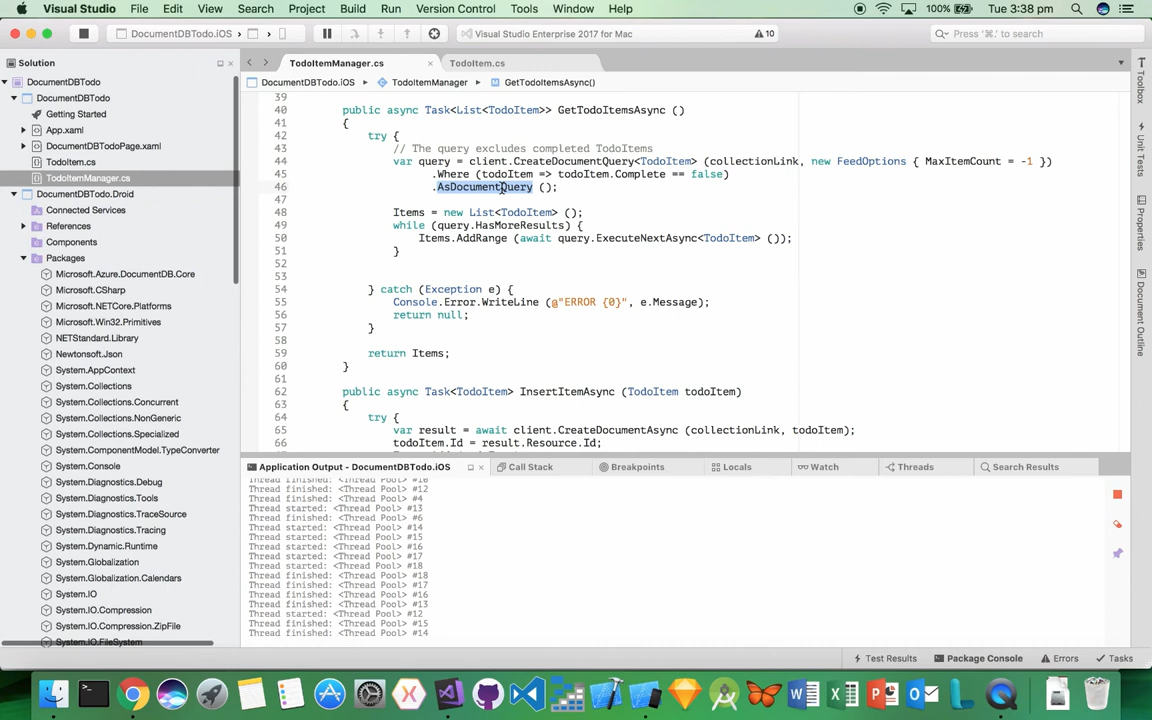 Visual Studio File Edit View Search Project Build Run Version Control Tools Window Help 100% Tue 3:38 pm
DocumentDBTodo.iOS Visual Studio Enterprise 2017 for Mac 10 Press '⌘.' to search
Solution
DocumentDBTodo
DocumentDBTodo
Getting Started
App.xaml
DocumentDBTodoPage.xaml
TodoItem.cs
TodoItemManager.cs
DocumentDBTodo.Droid
Connected Services
References
Components
Packages
Microsoft.Azure.DocumentDB.Core
Microsoft.CSharp
Microsoft.NETCore.Platforms
Microsoft.Win32.Primitives
NETStandard.Library
Newtonsoft.Json
System.AppContext
System.Collections
System.Collections.Concurrent
System.Collections.NonGeneric
System.Collections.Specialized
System.ComponentModel.TypeConverter
System.Console
System.Diagnostics.Debug
System.Diagnostics.Tools
System.Diagnostics.TraceSource
System.Diagnostics.Tracing
System.Dynamic.Runtime
System.Globalization
System.Globalization.Calendars
System.IO
System.IO.Compression
System.IO.Compression.ZipFile
System.IO.FileSystem
TodoItemManager.cs TodoItem.cs
DocumentDBTodo.iOS TodoItemManager GetTodoItemsAsync()
39
40 public async Task<List<TodoItem>> GetTodoItemsAsync ()
41 {
42 try {
43 // The query excludes completed TodoItems
44 var query = client.CreateDocumentQuery<TodoItem> (collectionLink, new FeedOptions { MaxItemCount = -1 })
45 .Where (todoItem => todoItem.Complete == false)
46 .AsDocumentQuery ();
47
48 Items = new List<TodoItem> ();
49 while (query.HasMoreResults) {
50 Items.AddRange (await query.ExecuteNextAsync<TodoItem> ());
51 }
52
53
54 } catch (Exception e) {
55 Console.Error.WriteLine (@"ERROR {0}", e.Message);
56 return null;
57 }
58
59 return Items;
60 }
61
62 public async Task<TodoItem> InsertItemAsync (TodoItem todoItem)
63 {
64 try {
65 var result = await client.CreateDocumentAsync (collectionLink, todoItem);
66 todoItem.Id = result.Resource.Id;
Application Output - DocumentDBTodo.iOS Call Stack Breakpoints Locals Watch Threads Search Results
Thread finished: <Thread Pool> #10
Thread finished: <Thread Pool> #12
Thread finished: <Thread Pool> #4
Thread started: <Thread Pool> #13
Thread finished: <Thread Pool> #6
Thread started: <Thread Pool> #14
Thread started: <Thread Pool> #15
Thread started: <Thread Pool> #16
Thread started: <Thread Pool> #17
Thread started: <Thread Pool> #18
Thread finished: <Thread Pool> #18
Thread finished: <Thread Pool> #17
Thread finished: <Thread Pool> #16
Thread finished: <Thread Pool> #13
Thread started: <Thread Pool> #12
Thread finished: <Thread Pool> #15
Thread finished: <Thread Pool> #14
Toolbox
Unit Tests
Properties
Document Outline
Test Results Package Console Errors Tasks